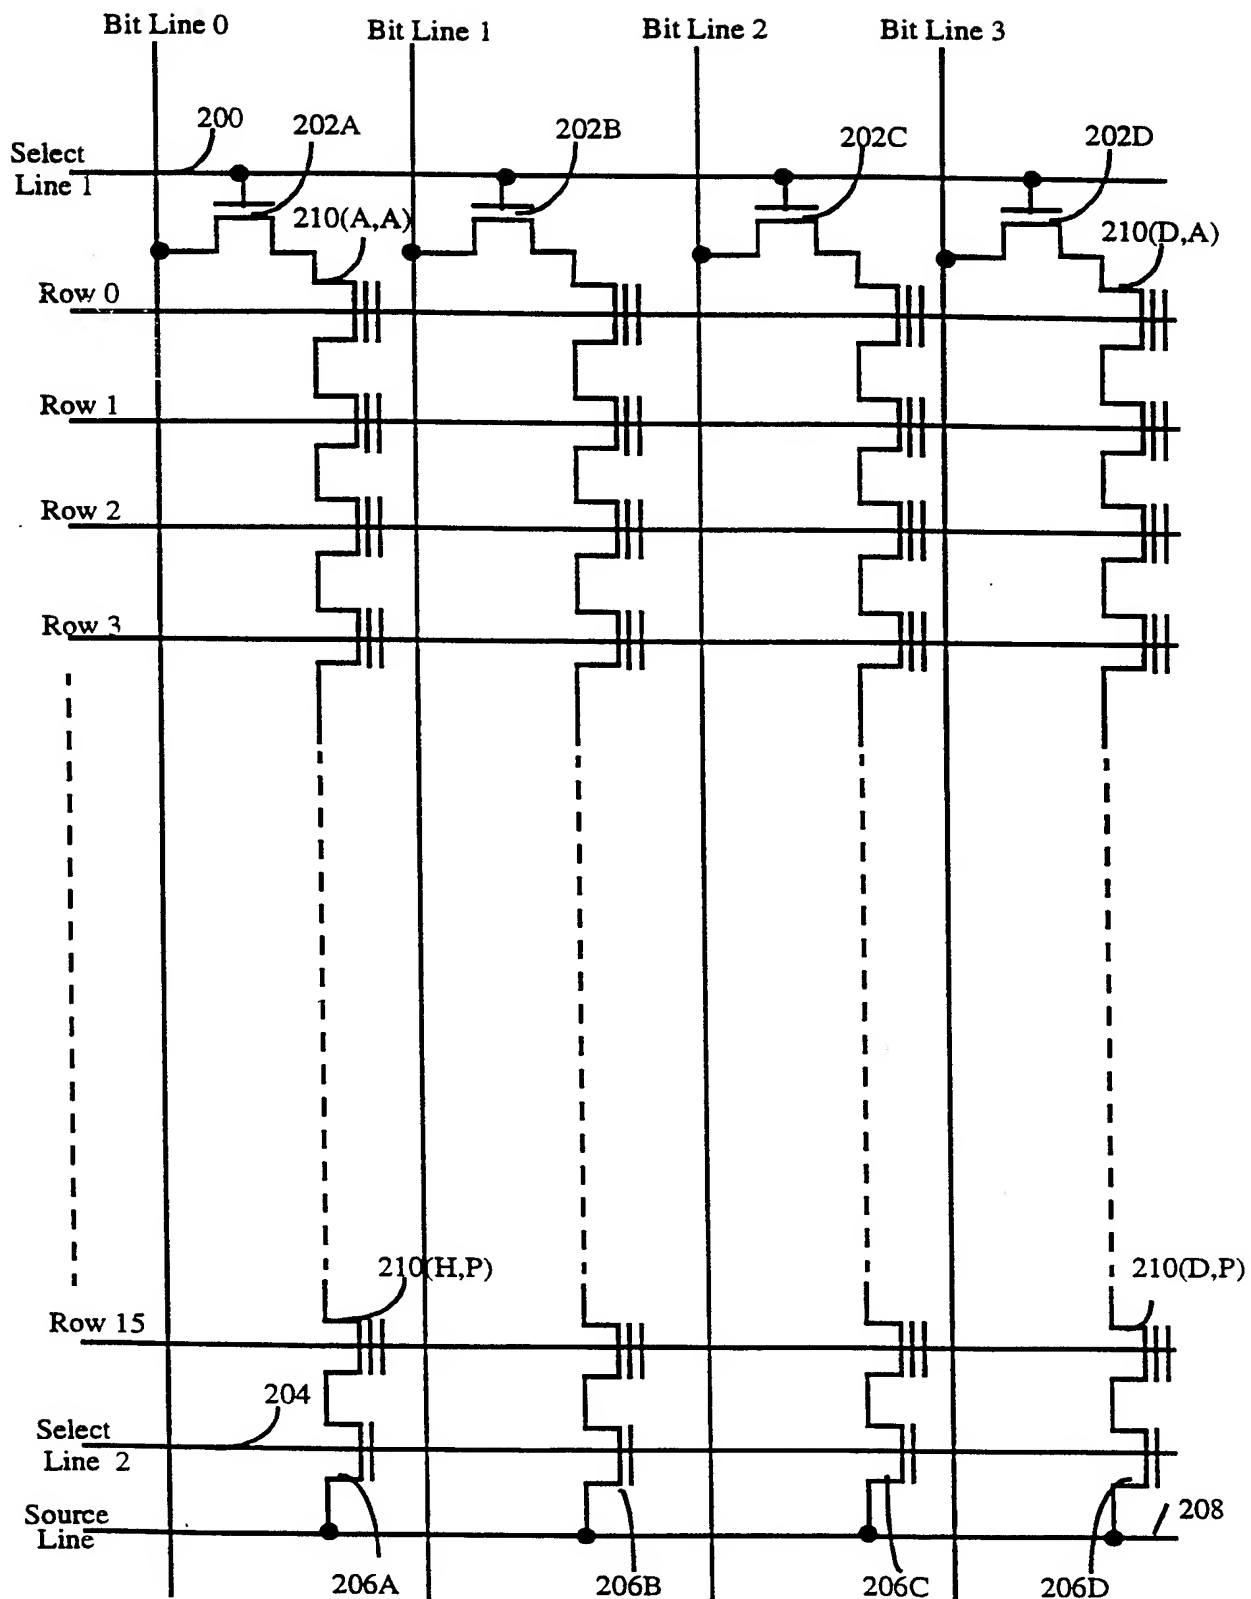 Bit Line 0
Bit Line 1
Bit Line 2
Bit Line 3
200
202A
202B
202C
202D
Select
Line 1
210(A,A)
210(D,A)
Row 0
Row 1
Row 2
Row 3
210(H,P)
210(D,P)
Row 15
204
Select
Line 2
Source
Line
208
206A
206B
206C
206D